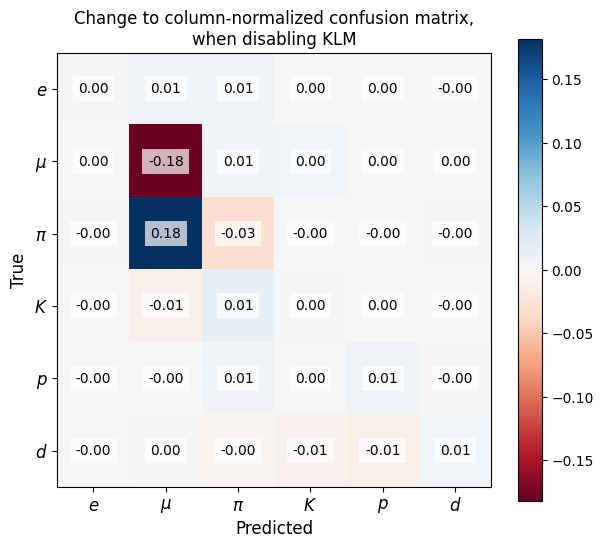 Change to column-normalized confusion matrix,
when disabling KLM
e 0.00 0.01 0.01 0.00 0.00 -0.00
μ 0.00 -0.18 0.01 0.00 0.00 0.00
π -0.00 0.18 -0.03 -0.00 -0.00 -0.00
K -0.00 -0.01 0.01 0.00 0.00 -0.00
p -0.00 -0.00 0.01 0.00 0.01 -0.00
d -0.00 0.00 -0.00 -0.01 -0.01 0.01
e μ π K p d
Predicted
True
0.15
0.10
0.05
0.00
−0.05
−0.10
−0.15